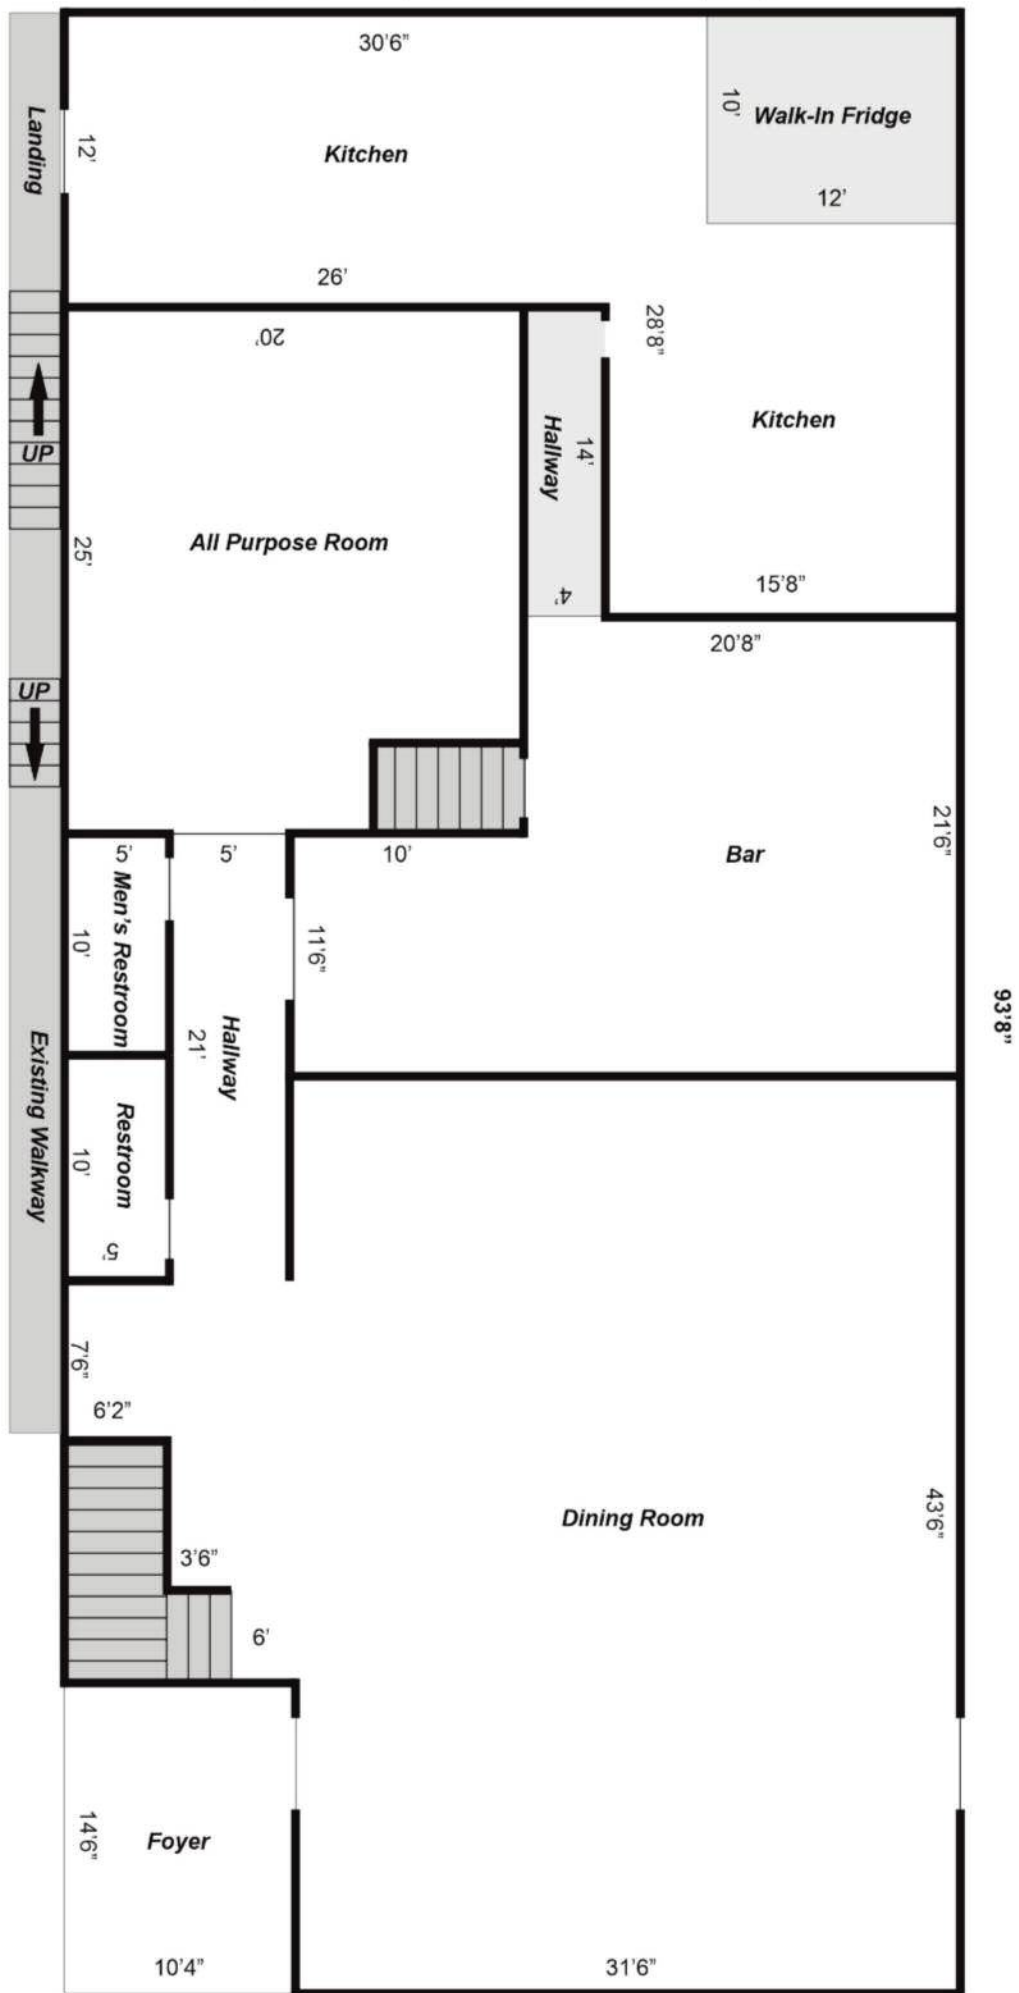 30'6”
10'
Walk-In Fridge
12'
Landing
12'
Kitchen
26'
20'
28'8”
Hallway
14'
4'
Kitchen
15'8”
UP
25'
All Purpose Room
20'8”
UP
21'6”
Bar
5'
5'
10'
Men's Restroom
10'
11'6”
Hallway
21'
93'8”
Existing Walkway
Restroom
10'
5'
7'6”
6'2”
43'6”
Dining Room
3'6”
6'
14'6”
Foyer
10'4”
31'6”